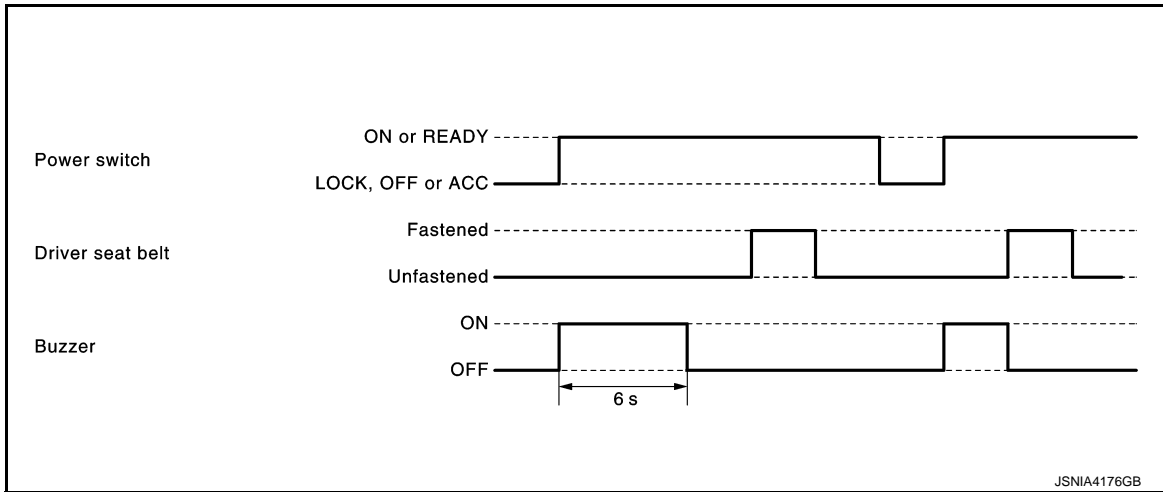 ON or READY
Power switch
LOCK, OFF or ACC
Fastened
Driver seat belt
Unfastened
ON
Buzzer
OFF
6 s
JSNIA4176GB